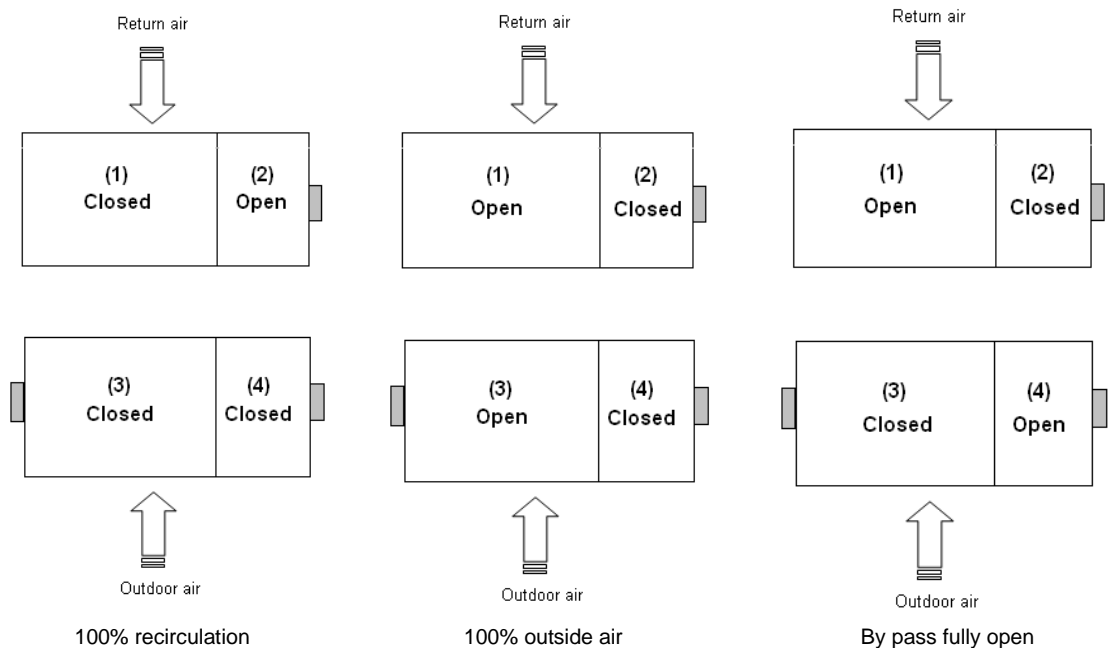 Return air
(1)
Closed
(2)
Open
(3)
Closed
(4)
Closed
Outdoor air
100% recirculation
Return air
(1)
Open
(2)
Closed
(3)
Open
(4)
Closed
Outdoor air
100% outside air
Return air
(1)
Open
(2)
Closed
(3)
Closed
(4)
Open
Outdoor air
By pass fully open